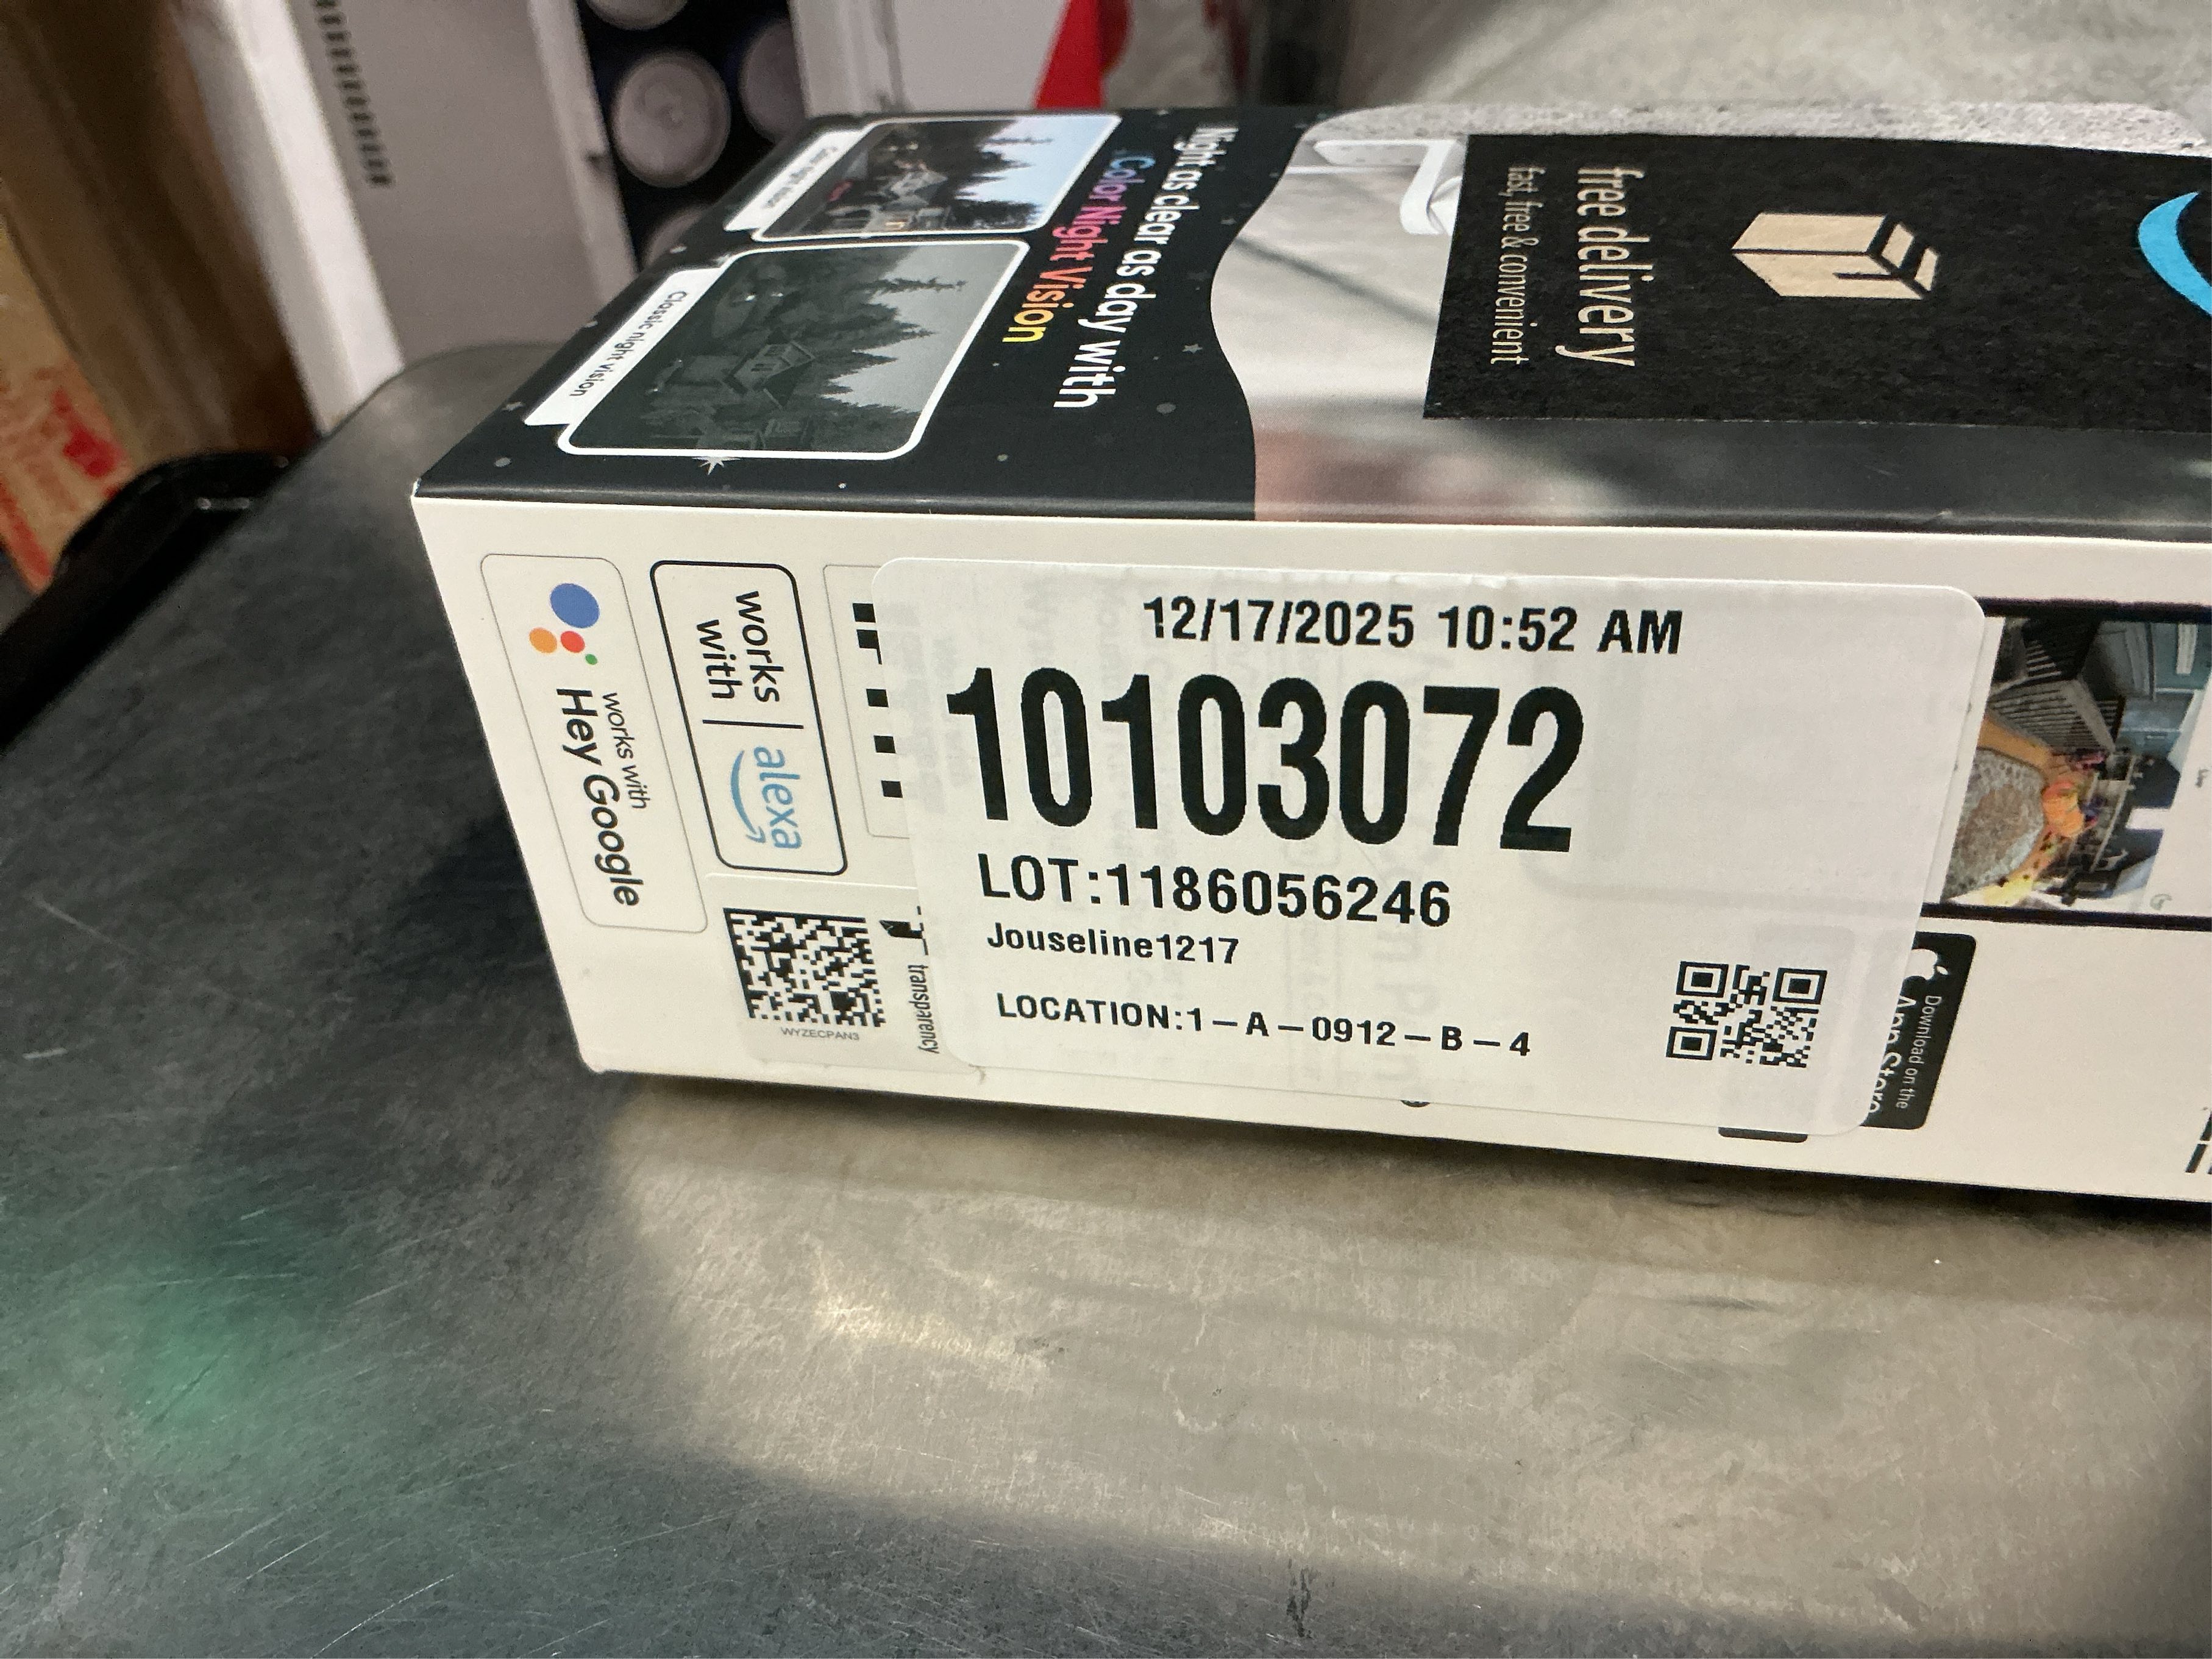 12/17/2025 10:52 AM
10103072
LOT:1186056246
Jouseline1217
LOCATION:1-A-0912-B-4
free delivery
fast, free & convenient
Night as clear as day with
Color Night Vision
Classic night vision
works with
Hey Google
works
with
alexa
WYZECPAN3
transparency
Download on the
App Store